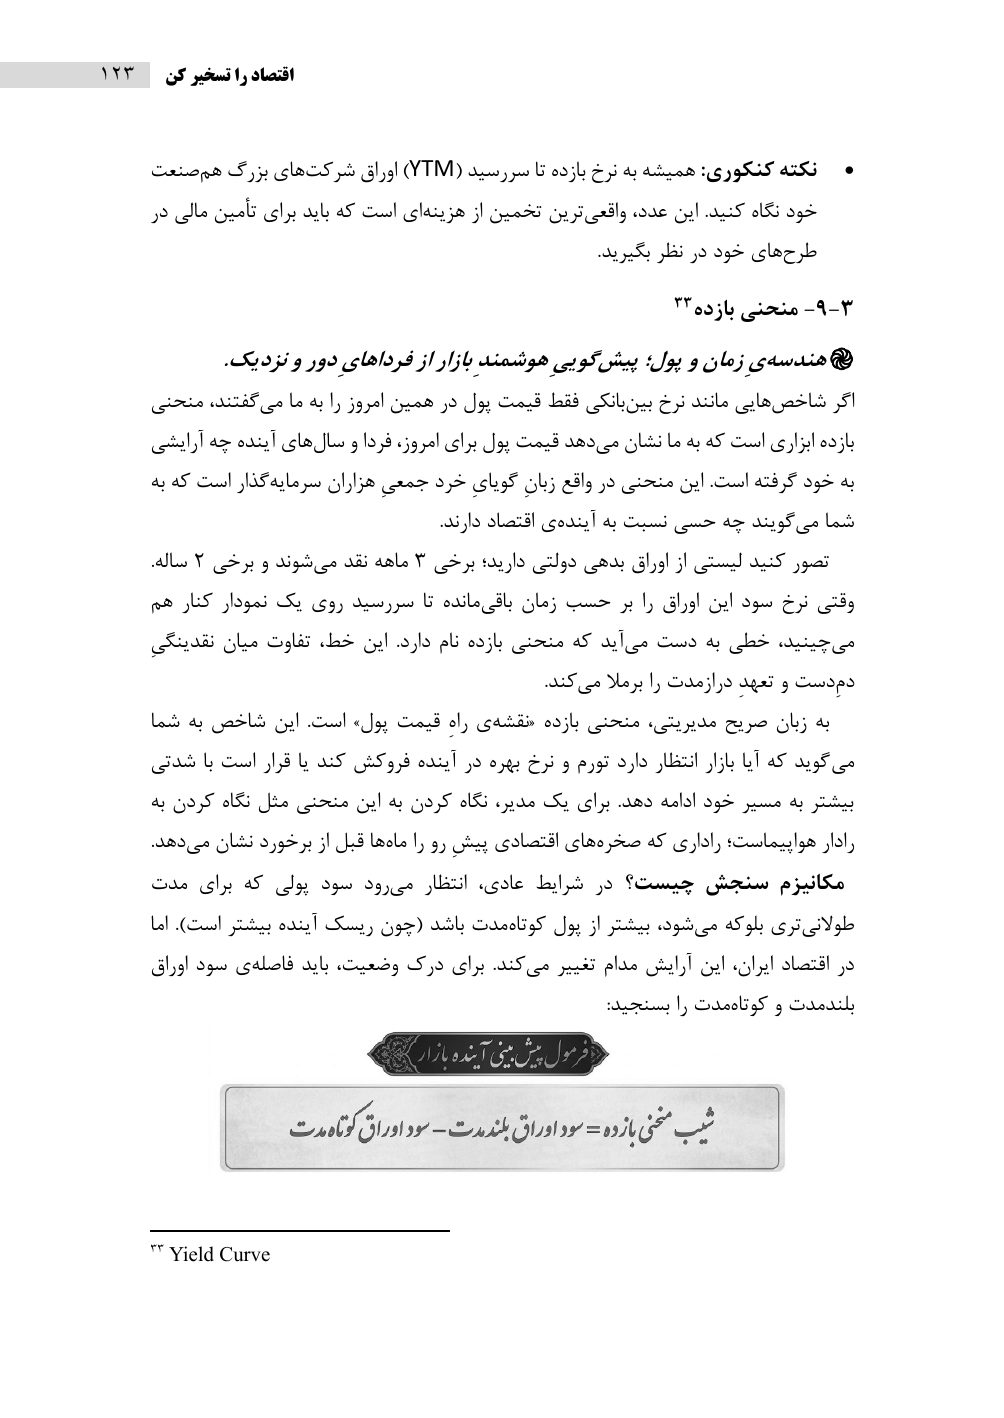 اقتصاد را تسخیر کن ۱۲۳
• نکته کنکوری: همیشه به نرخ بازده تا سررسید (YTM) اوراق شرکت‌های بزرگ هم‌صنعت
خود نگاه کنید. این عدد، واقعی‌ترین تخمین از هزینه‌ای است که باید برای تأمین مالی در
طرح‌های خود در نظر بگیرید.
۹-۳- منحنی بازده۳۳
هندسه‌یِ زمان و پول؛ پیش‌گوییِ هوشمندِ بازار از فرداهایِ دور و نزدیک.
اگر شاخص‌هایی مانند نرخ بین‌بانکی فقط قیمت پول در همین امروز را به ما می‌گفتند، منحنی
بازده ابزاری است که به ما نشان می‌دهد قیمت پول برای امروز، فردا و سال‌های آینده چه آرایشی
به خود گرفته است. این منحنی در واقع زبانِ گویایِ خرد جمعیِ هزاران سرمایه‌گذار است که به
شما می‌گویند چه حسی نسبت به آینده‌ی اقتصاد دارند.
تصور کنید لیستی از اوراق بدهی دولتی دارید؛ برخی ۳ ماهه نقد می‌شوند و برخی ۲ ساله.
وقتی نرخ سود این اوراق را بر حسب زمان باقی‌مانده تا سررسید روی یک نمودار کنار هم
می‌چینید، خطی به دست می‌آید که منحنی بازده نام دارد. این خط، تفاوت میان نقدینگیِ
دمِ‌دست و تعهدِ درازمدت را برملا می‌کند.
به زبان صریح مدیریتی، منحنی بازده «نقشه‌ی راهِ قیمت پول» است. این شاخص به شما
می‌گوید که آیا بازار انتظار دارد تورم و نرخ بهره در آینده فروکش کند یا قرار است با شدتی
بیشتر به مسیر خود ادامه دهد. برای یک مدیر، نگاه کردن به این منحنی مثل نگاه کردن به
رادار هواپیماست؛ راداری که صخره‌های اقتصادی پیشِ رو را ماه‌ها قبل از برخورد نشان می‌دهد.
مکانیزم سنجش چیست؟ در شرایط عادی، انتظار می‌رود سود پولی که برای مدت
طولانی‌تری بلوکه می‌شود، بیشتر از پول کوتاه‌مدت باشد (چون ریسک آینده بیشتر است). اما
در اقتصاد ایران، این آرایش مدام تغییر می‌کند. برای درک وضعیت، باید فاصله‌ی سود اوراق
بلندمدت و کوتاه‌مدت را بسنجید:
فرمول پیش بینی آینده بازار
شیب منحنی بازده = سود اوراق بلندمدت – سود اوراق کوتاه مدت
۳۳ Yield Curve